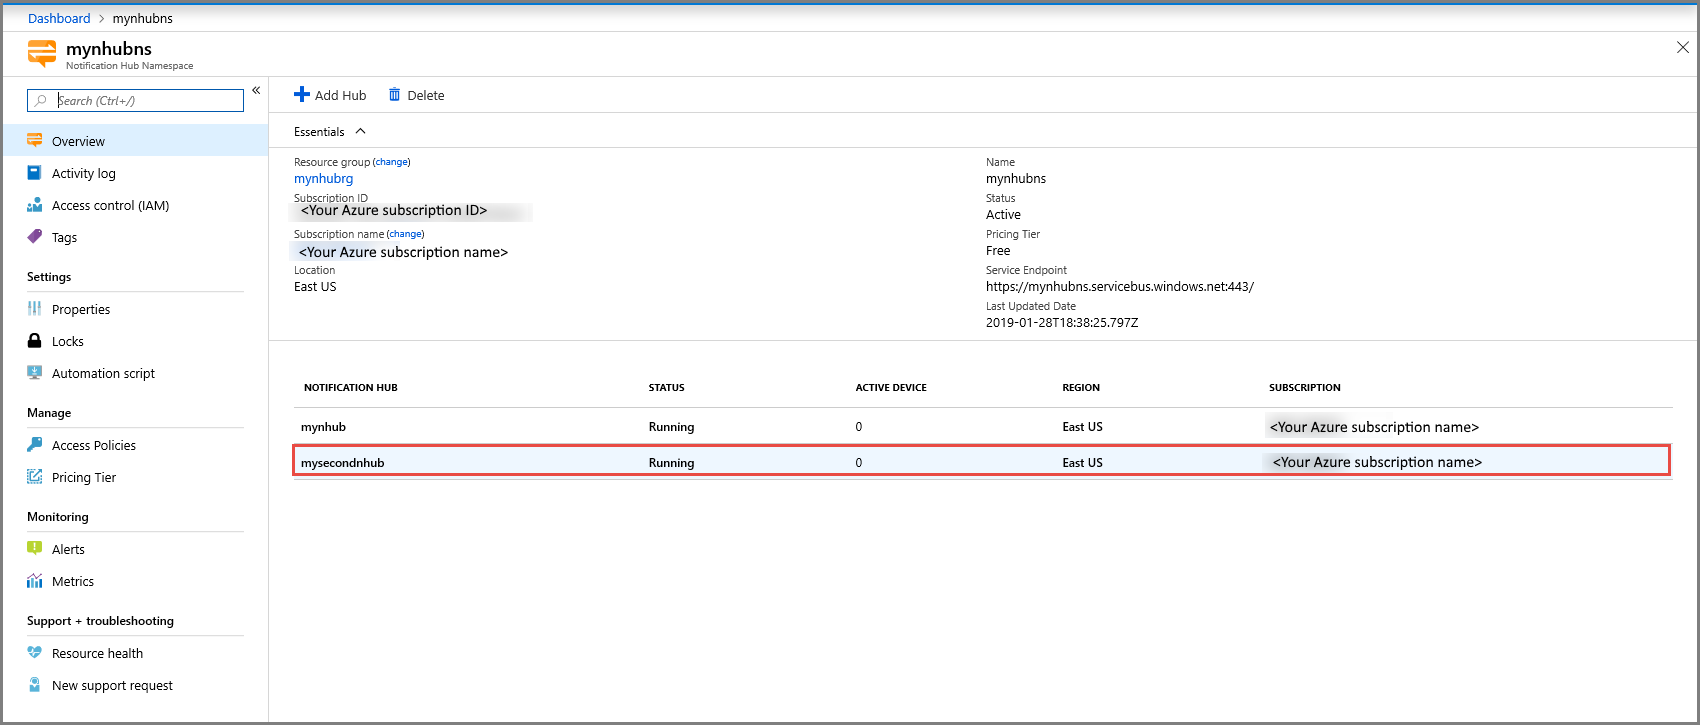 Dashboard > mynhubns
mynhubns
Notification Hub Namespace
Search (Ctrl+/)
«
Overview
Activity log
Access control (IAM)
Tags
Settings
Properties
Locks
Automation script
Manage
Access Policies
Pricing Tier
Monitoring
Alerts
Metrics
Support + troubleshooting
Resource health
New support request
Add Hub Delete
Essentials
Resource group (change)
mynhubrg
Subscription ID
<Your Azure subscription ID>
Subscription name (change)
<Your Azure subscription name>
Location
East US
Name
mynhubns
Status
Active
Pricing Tier
Free
Service Endpoint
https://mynhubns.servicebus.windows.net:443/
Last Updated Date
2019-01-28T18:38:25.797Z
NOTIFICATION HUB STATUS ACTIVE DEVICE REGION SUBSCRIPTION
mynhub Running 0 East US <Your Azure subscription name>
mysecondnhub Running 0 East US <Your Azure subscription name>